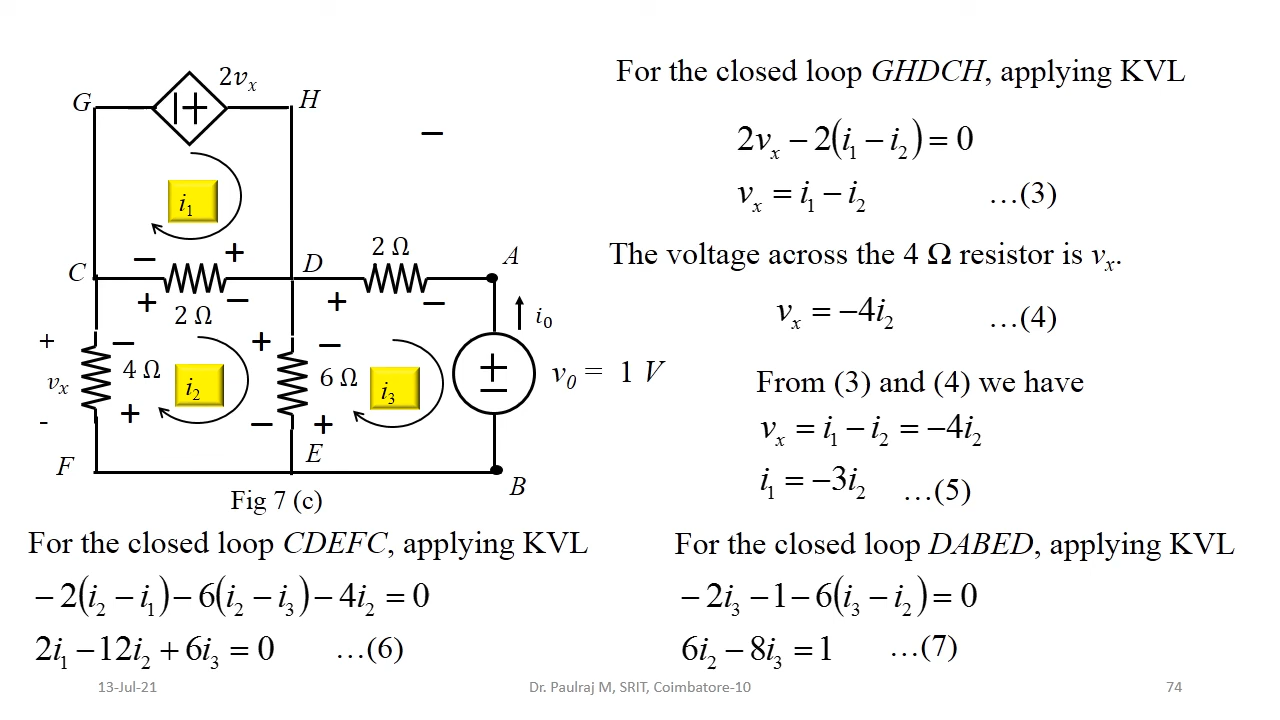 2vₓ
G
H
i₁
C
D
2 Ω
A
2 Ω
i₀
+
vₓ
-
4 Ω
i₂
6 Ω
i₃
v₀ = 1 V
F
E
B
Fig 7 (c)
For the closed loop GHDCH, applying KVL
2vₓ − 2(i₁ − i₂) = 0
vₓ = i₁ − i₂ …(3)
The voltage across the 4 Ω resistor is vₓ.
vₓ = −4i₂ …(4)
From (3) and (4) we have
vₓ = i₁ − i₂ = −4i₂
i₁ = −3i₂ …(5)
For the closed loop CDEFC, applying KVL
−2(i₂ − i₁) − 6(i₂ − i₃) − 4i₂ = 0
2i₁ − 12i₂ + 6i₃ = 0 …(6)
For the closed loop DABED, applying KVL
−2i₃ − 1 − 6(i₃ − i₂) = 0
6i₂ − 8i₃ = 1 …(7)
13-Jul-21
Dr. Paulraj M, SRIT, Coimbatore-10
74